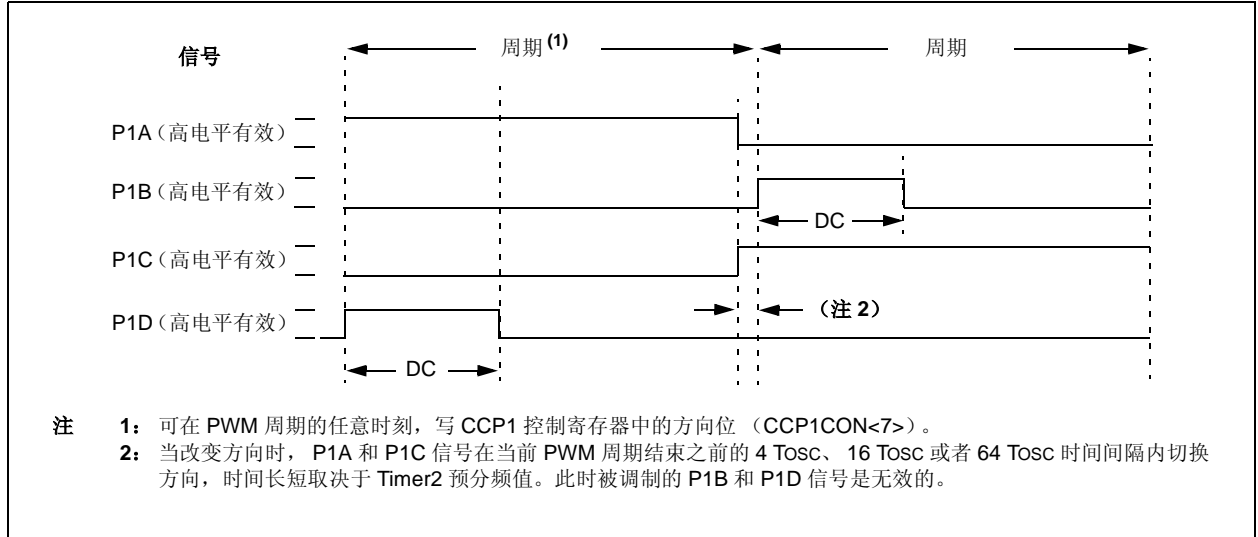 信号
周期(1)
周期
P1A（高电平有效）
P1B（高电平有效）
DC
P1C（高电平有效）
P1D（高电平有效）
（注 2）
DC
注 1： 可在 PWM 周期的任意时刻，写 CCP1 控制寄存器中的方向位 （CCP1CON<7>）。
2： 当改变方向时， P1A 和 P1C 信号在当前 PWM 周期结束之前的 4 TOSC、 16 TOSC 或者 64 TOSC 时间间隔内切换
方向，时间长短取决于 Timer2 预分频值。此时被调制的 P1B 和 P1D 信号是无效的。